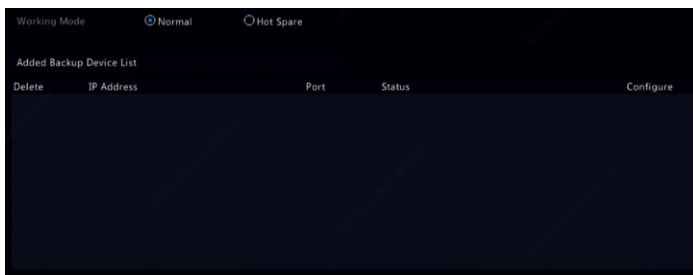 Working Mode Normal Hot Spare
Added Backup Device List
Delete IP Address Port Status Configure